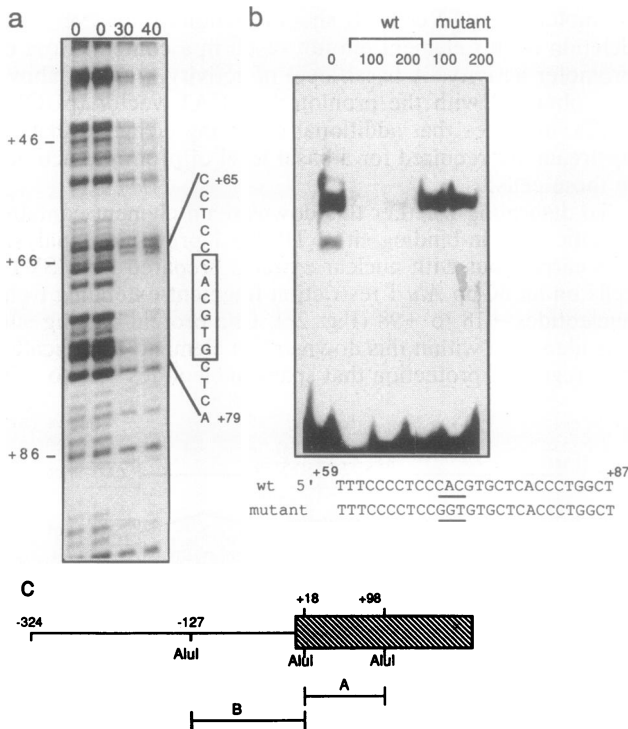 a
0 0 30 40
+46
+66
+86
C +65
C
T
C
C
C
A
C
G
T
G
C
T
C
A +79
b
wt mutant
0 100 200 100 200
+59 +87
wt 5' TTTCCCCTCCCACGTGCTCACCCTGGCT
mutant TTTCCCCTCCGGTGTGCTCACCCTGGCT
C
-324 -127 +18 +98
AluI AluI AluI
A
B